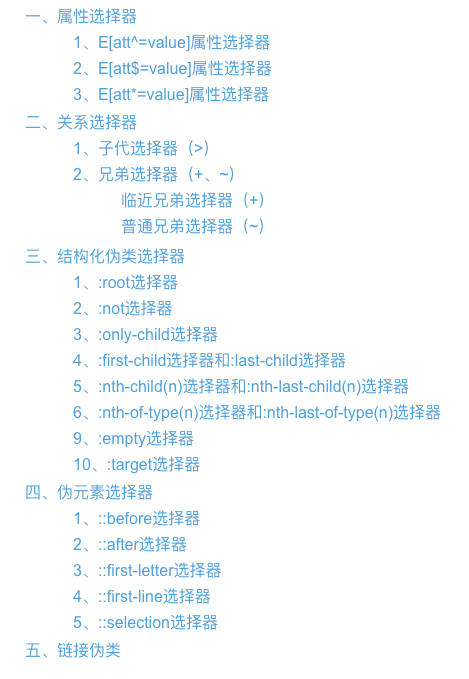 一、属性选择器
1、E[att^=value]属性选择器
2、E[att$=value]属性选择器
3、E[att*=value]属性选择器
二、关系选择器
1、子代选择器（>）
2、兄弟选择器（+、~）
临近兄弟选择器（+）
普通兄弟选择器（~）
三、结构化伪类选择器
1、:root选择器
2、:not选择器
3、:only-child选择器
4、:first-child选择器和:last-child选择器
5、:nth-child(n)选择器和:nth-last-child(n)选择器
6、:nth-of-type(n)选择器和:nth-last-of-type(n)选择器
9、:empty选择器
10、:target选择器
四、伪元素选择器
1、::before选择器
2、::after选择器
3、::first-letter选择器
4、::first-line选择器
5、::selection选择器
五、链接伪类